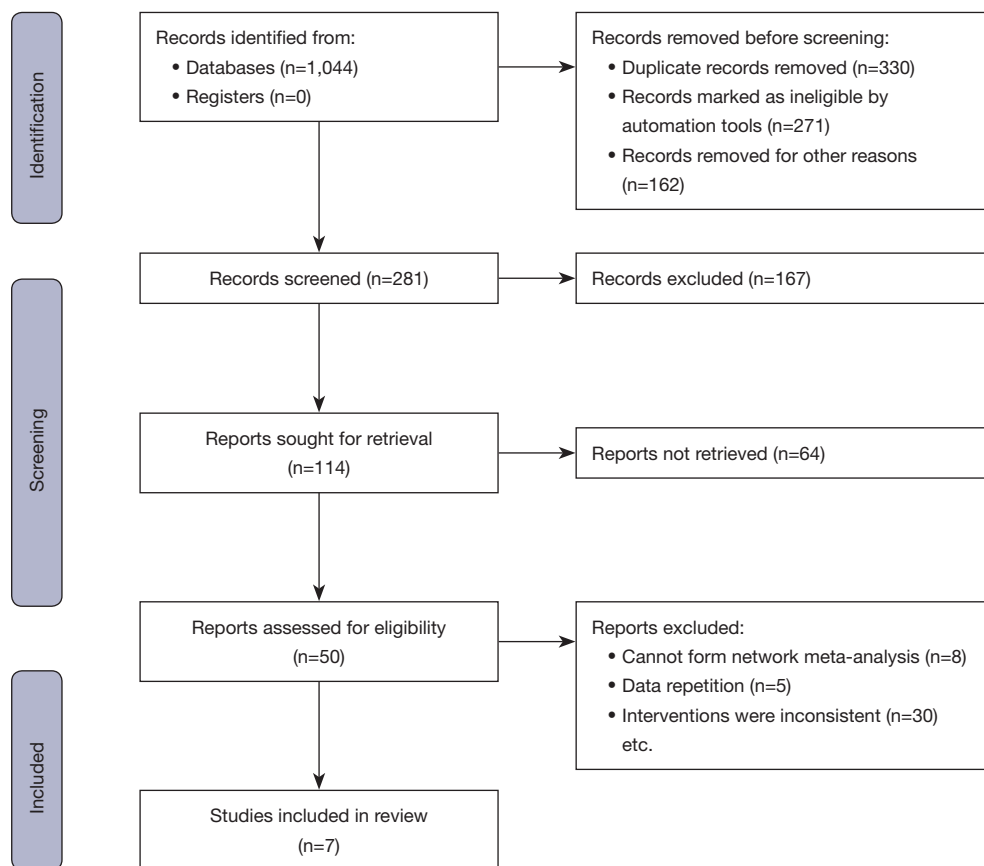 Identification
Records identified from:
• Databases (n=1,044)
• Registers (n=0)
Records removed before screening:
• Duplicate records removed (n=330)
• Records marked as ineligible by
automation tools (n=271)
• Records removed for other reasons
(n=162)
Screening
Records screened (n=281)
Records excluded (n=167)
Reports sought for retrieval
(n=114)
Reports not retrieved (n=64)
Reports assessed for eligibility
(n=50)
Reports excluded:
• Cannot form network meta-analysis (n=8)
• Data repetition (n=5)
• Interventions were inconsistent (n=30)
etc.
Included
Studies included in review
(n=7)